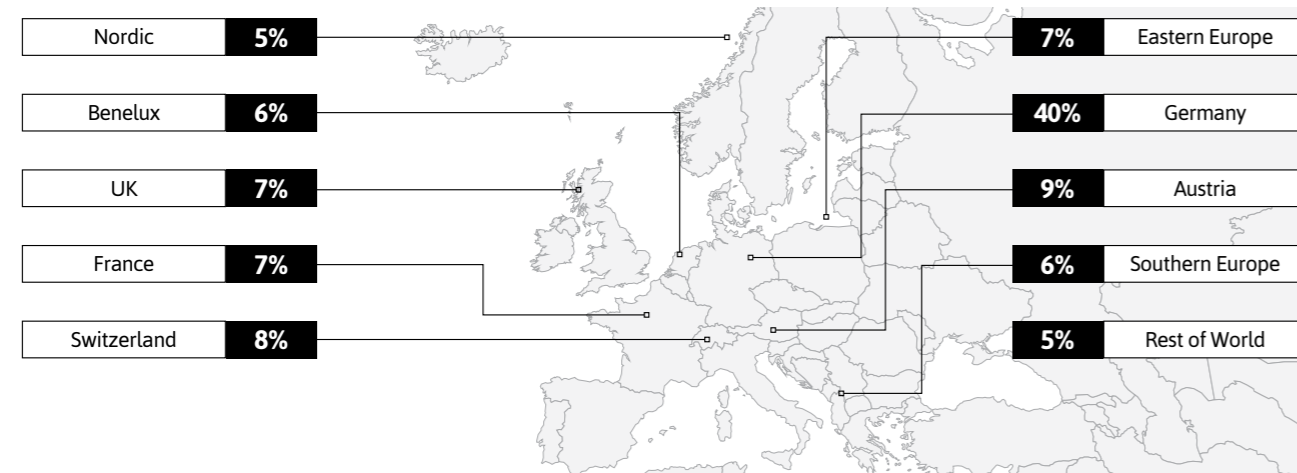 Nordic 5%
Benelux 6%
UK 7%
France 7%
Switzerland 8%
7% Eastern Europe
40% Germany
9% Austria
6% Southern Europe
5% Rest of World